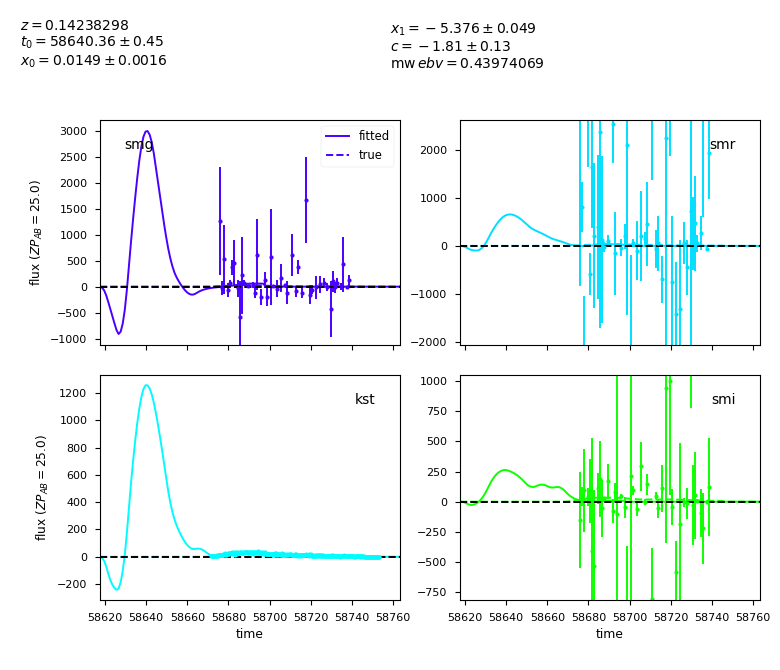 z = 0.14238298
t₀ = 58640.36 ± 0.45
x₀ = 0.0149 ± 0.0016
x₁ = −5.376 ± 0.049
c = −1.81 ± 0.13
mw ebv = 0.43974069
smg
fitted
true
3000
2500
2000
1500
1000
500
0
−500
−1000
flux (ZP_AB = 25.0)
smr
2000
1000
0
−1000
−2000
kst
1200
1000
800
600
400
200
0
−200
flux (ZP_AB = 25.0)
58620 58640 58660 58680 58700 58720 58740 58760
time
smi
1000
750
500
250
0
−250
−500
−750
58620 58640 58660 58680 58700 58720 58740 58760
time